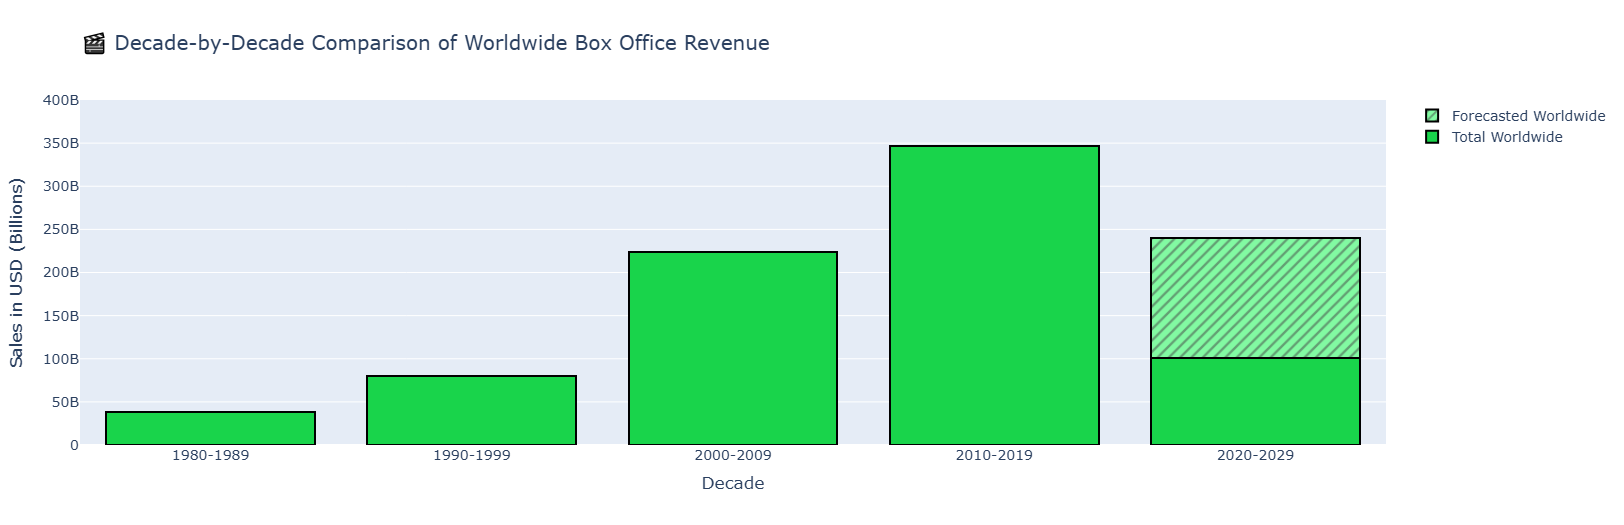 🎬 Decade-by-Decade Comparison of Worldwide Box Office Revenue
Forecasted Worldwide
Total Worldwide
Sales in USD (Billions)
400B
350B
300B
250B
200B
150B
100B
50B
0
1980-1989
1990-1999
2000-2009
2010-2019
2020-2029
Decade